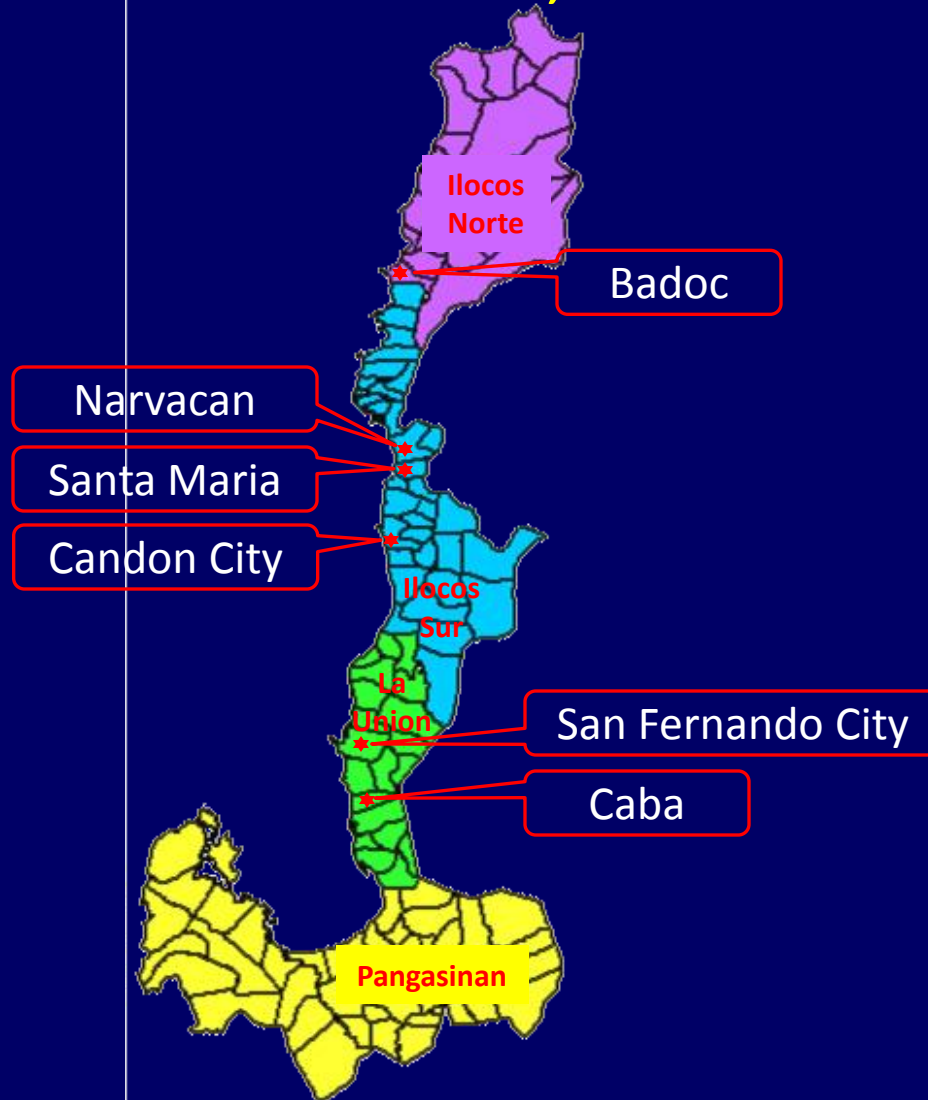 Ilocos
Norte
Badoc
Narvacan
Santa Maria
Candon City
Ilocos
Sur
La
Union
San Fernando City
Caba
Pangasinan